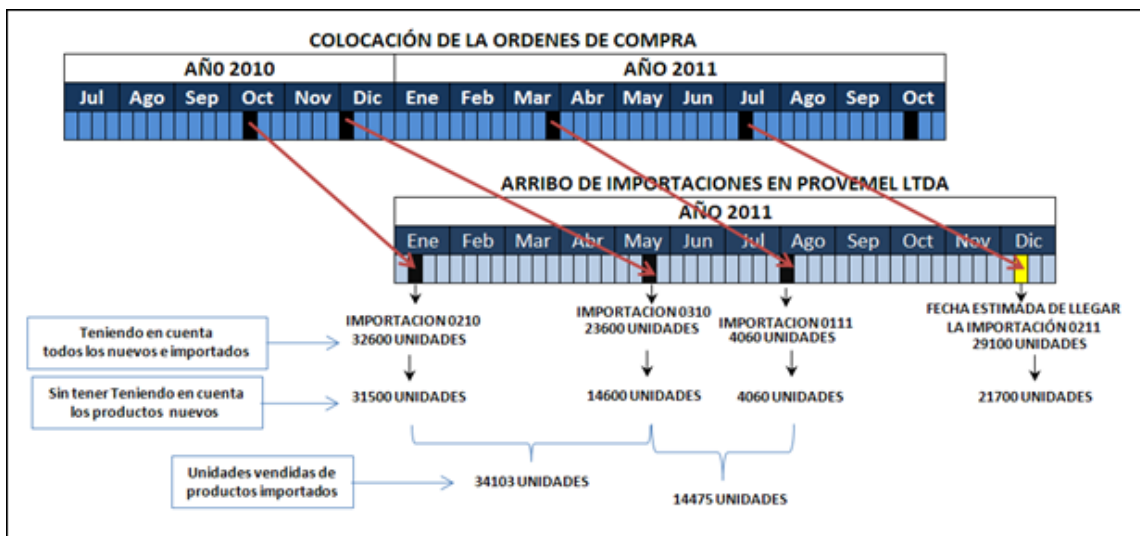 COLOCACIÓN DE LA ORDENES DE COMPRA
AÑ0 2010 AÑO 2011
Jul Ago Sep Oct Nov Dic Ene Feb Mar Abr May Jun Jul Ago Sep Oct
ARRIBO DE IMPORTACIONES EN PROVEMEL LTDA
AÑO 2011
Ene Feb Mar Abr May Jun Jul Ago Sep Oct Nov Dic
Teniendo en cuenta
todos los nuevos e importados
IMPORTACION 0210
32600 UNIDADES
IMPORTACION 0310
23600 UNIDADES
IMPORTACION 0111
4060 UNIDADES
FECHA ESTIMADA DE LLEGAR
LA IMPORTACIÓN 0211
29100 UNIDADES
Sin tener Teniendo en cuenta
los productos nuevos
31500 UNIDADES
14600 UNIDADES
4060 UNIDADES
21700 UNIDADES
Unidades vendidas de
productos importados
34103 UNIDADES
14475 UNIDADES